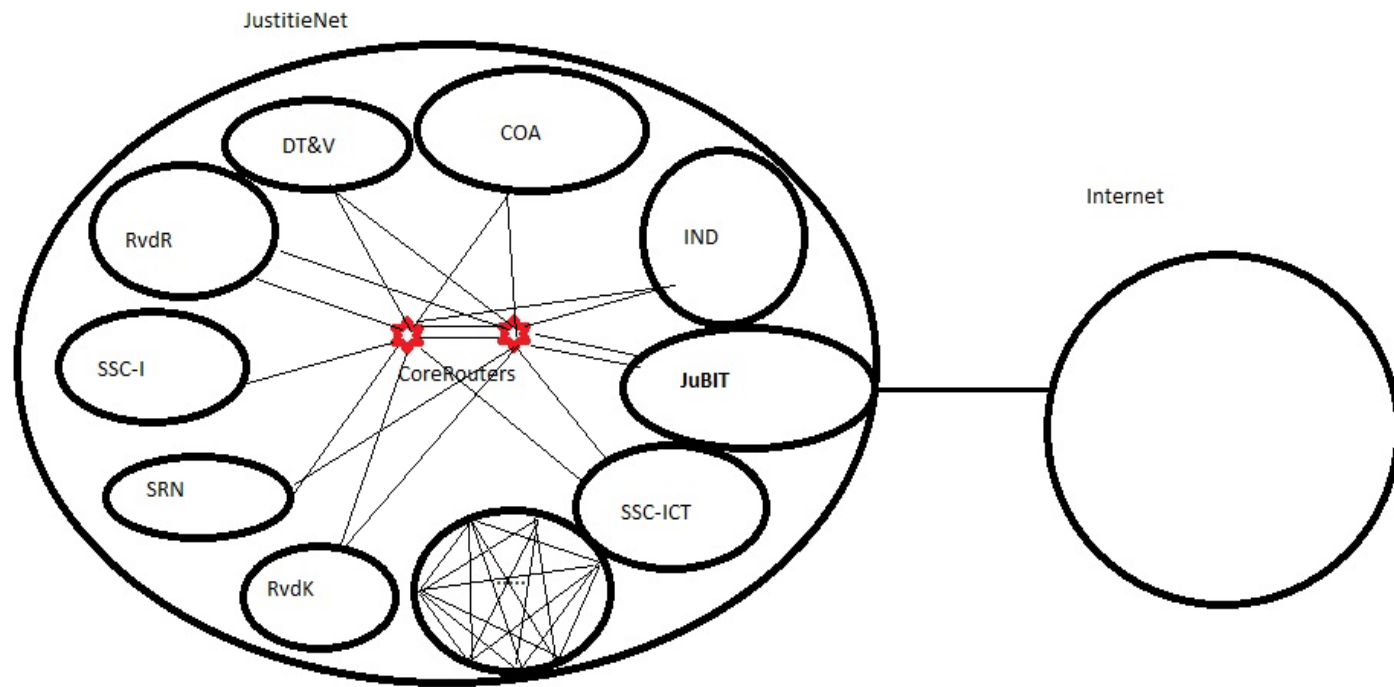 JustitieNet
COA
DT&V
Internet
RvdR
IND
SSC-I
CoreRouters
JuBIT
SRN
SSC-ICT
.....
RvdK